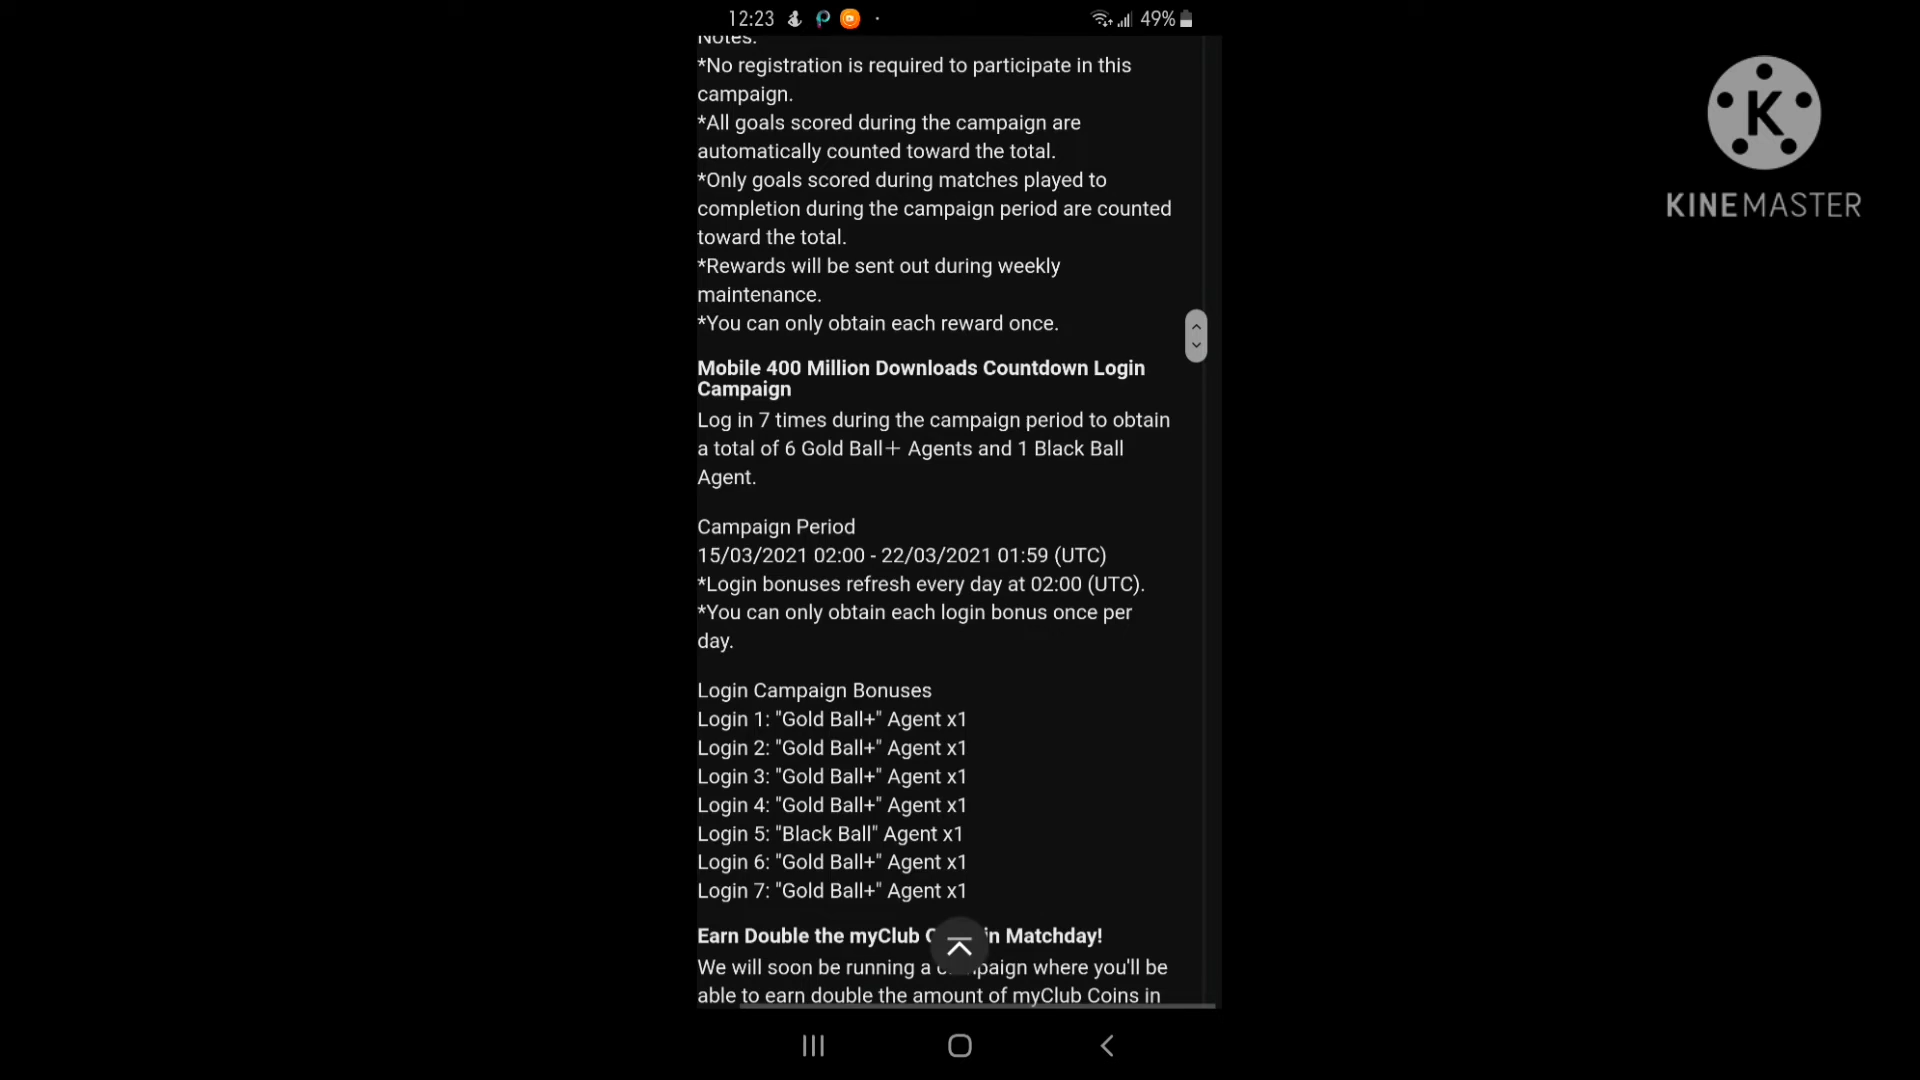 12:23
49%
Notes:
*No registration is required to participate in this
campaign.
*All goals scored during the campaign are
automatically counted toward the total.
*Only goals scored during matches played to
completion during the campaign period are counted
toward the total.
*Rewards will be sent out during weekly
maintenance.
*You can only obtain each reward once.
Mobile 400 Million Downloads Countdown Login
Campaign
Log in 7 times during the campaign period to obtain
a total of 6 Gold Ball＋ Agents and 1 Black Ball
Agent.
Campaign Period
15/03/2021 02:00 - 22/03/2021 01:59 (UTC)
*Login bonuses refresh every day at 02:00 (UTC).
*You can only obtain each login bonus once per
day.
Login Campaign Bonuses
Login 1: "Gold Ball+" Agent x1
Login 2: "Gold Ball+" Agent x1
Login 3: "Gold Ball+" Agent x1
Login 4: "Gold Ball+" Agent x1
Login 5: "Black Ball" Agent x1
Login 6: "Gold Ball+" Agent x1
Login 7: "Gold Ball+" Agent x1
Earn Double the myClub in Matchday!
We will soon be running a campaign where you'll be
able to earn double the amount of myClub Coins in
K
KINEMASTER